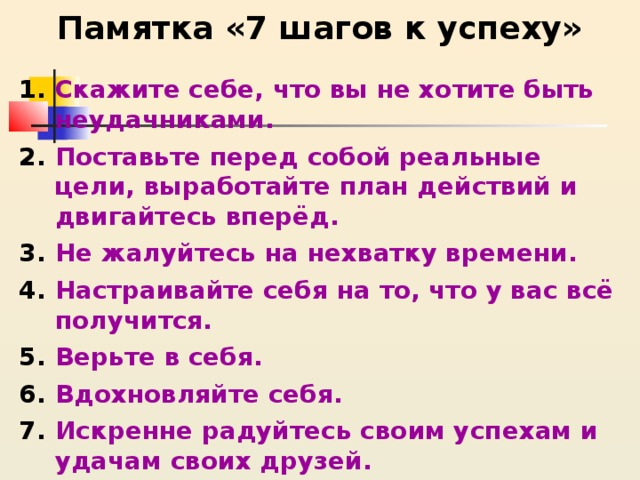 Памятка «7 шагов к успеху»
1. Скажите себе, что вы не хотите быть
неудачниками.
2. Поставьте перед собой реальные
цели, выработайте план действий и
двигайтесь вперёд.
3. Не жалуйтесь на нехватку времени.
4. Настраивайте себя на то, что у вас всё
получится.
5. Верьте в себя.
6. Вдохновляйте себя.
7. Искренне радуйтесь своим успехам и
удачам своих друзей.